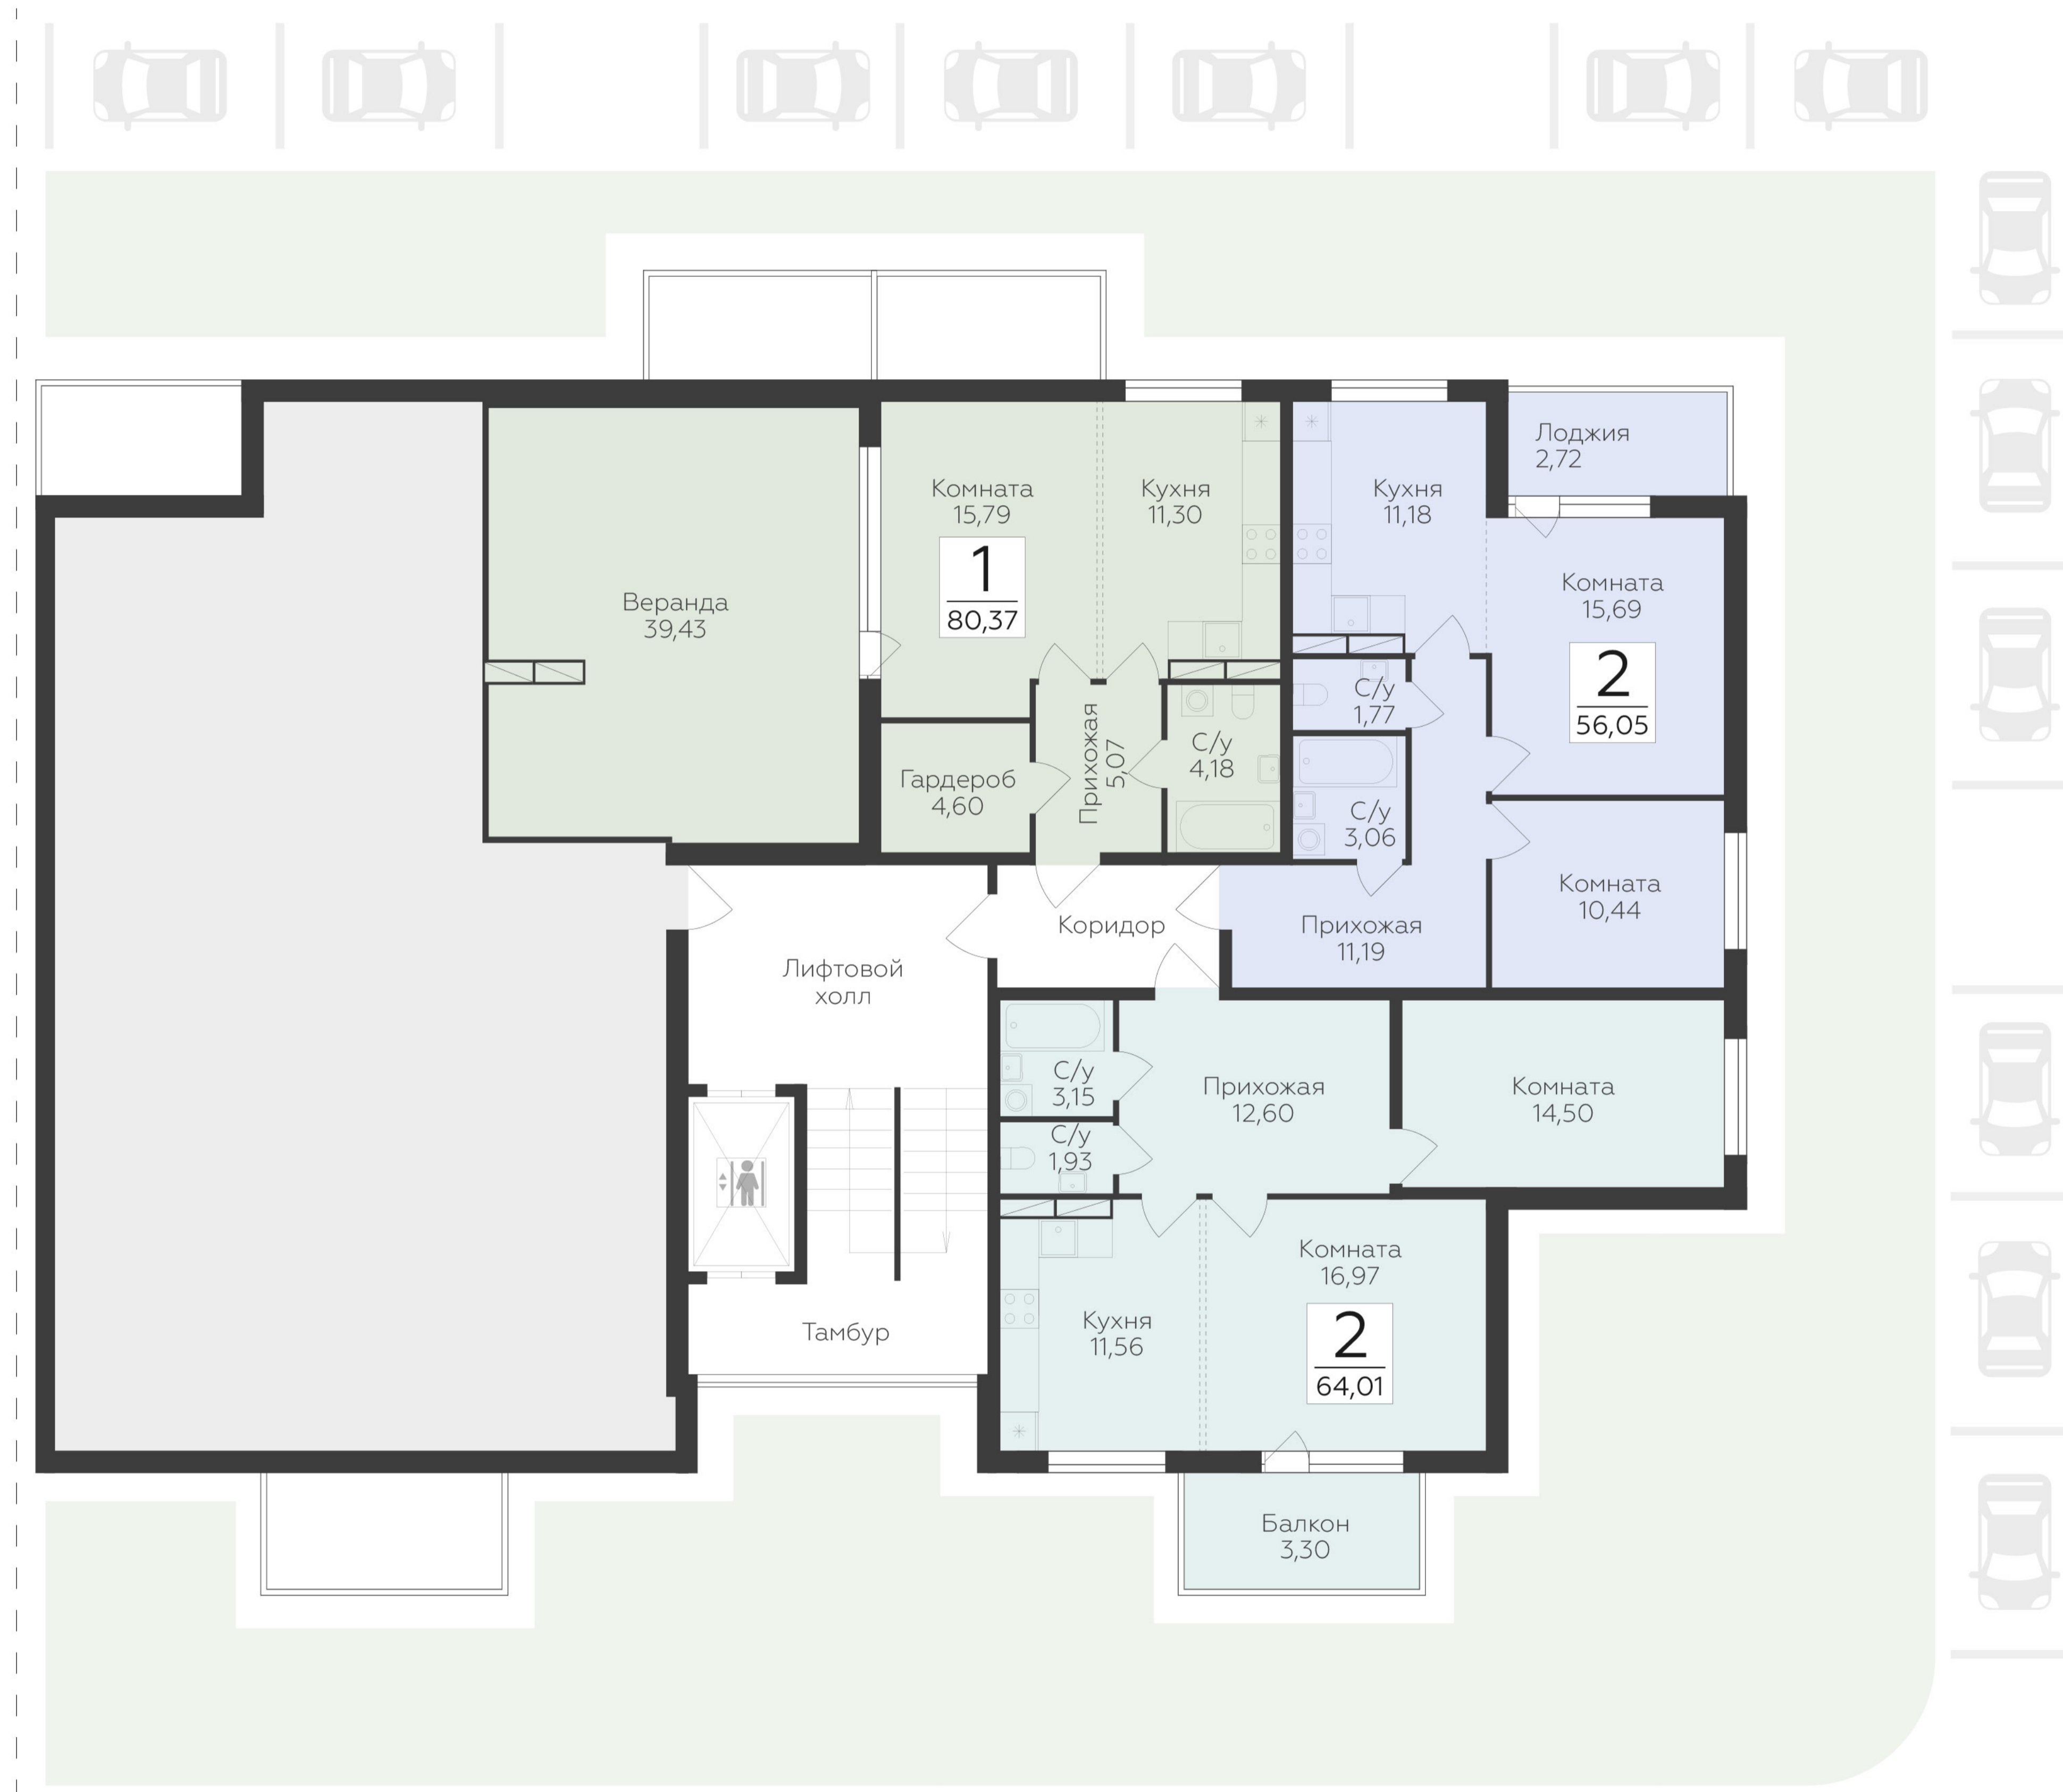 Лоджия
2,72
Комната
15,79
1
80,37
Кухня
11,30
Кухня
11,18
Веранда
39,43
Комната
15,69
2
56,05
С/у
1,77
Прихожая
5,07
С/у
4,18
Гардероб
4,60
С/у
3,06
Комната
10,44
Коридор
Прихожая
11,19
Лифтовой
холл
С/у
3,15
Прихожая
12,60
Комната
14,50
С/у
1,93
Комната
16,97
2
64,01
Кухня
11,56
Тамбур
Балкон
3,30